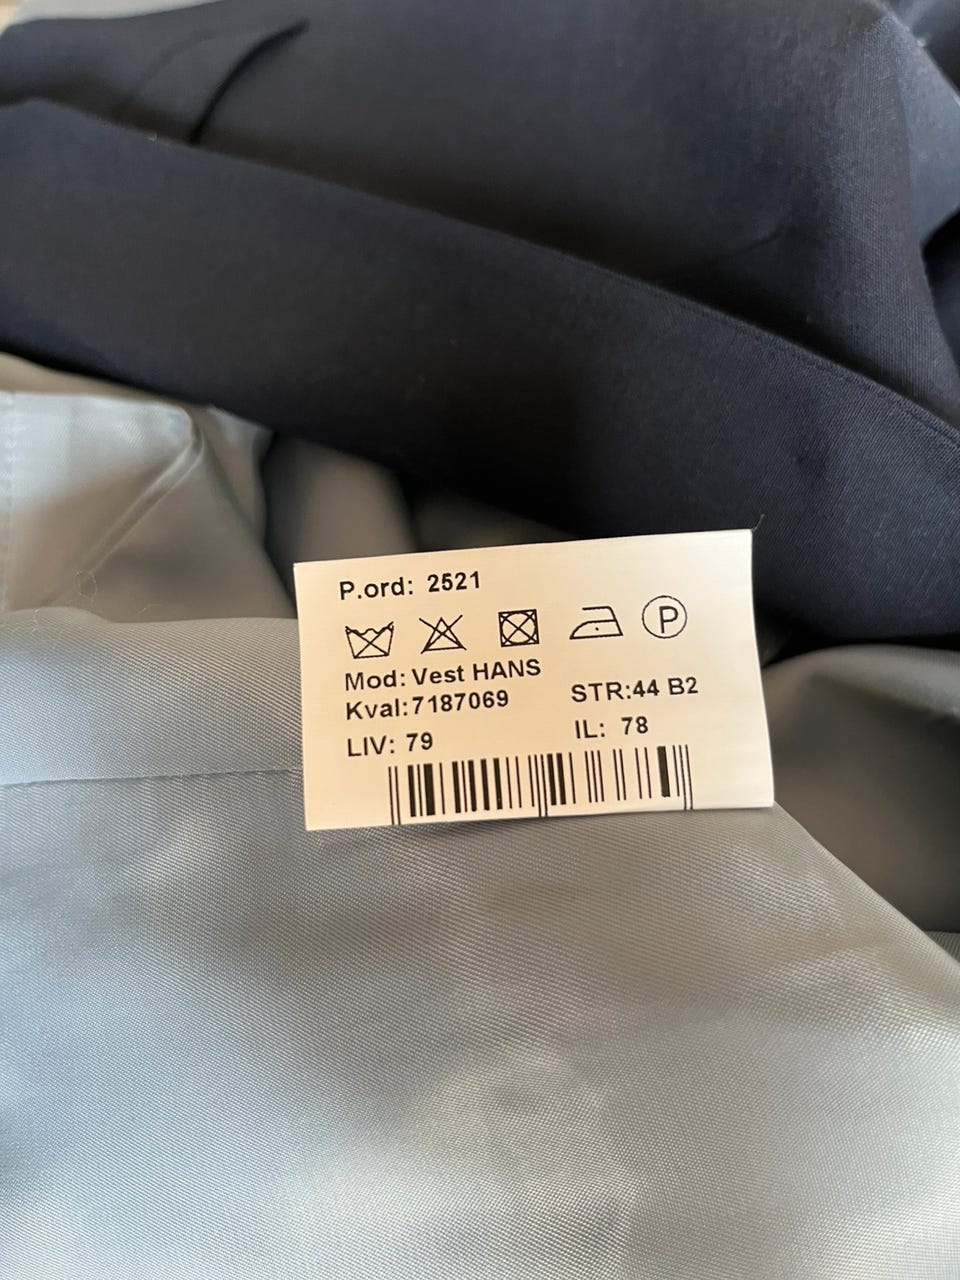 P.ord: 2521
P
Mod: Vest HANS
Kval:7187069 STR:44 B2
LIV: 79 IL: 78